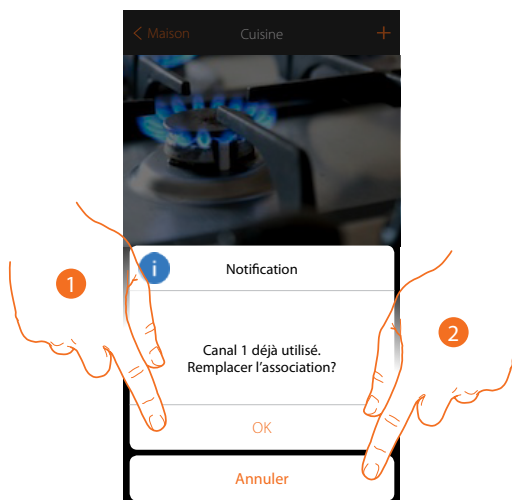 Maison Cuisine +
i Notification
1
Canal 1 déjà utilisé.
Remplacer l'association?
2
OK
Annuler